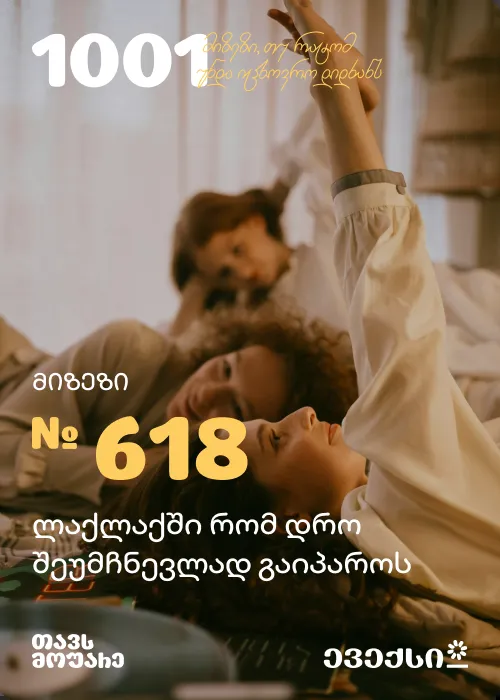 1001 მიზეზი, თუ რატომ
უნდა იცხოვრო დიდხანს
მიზეზი
№ 618
ლაქლაქში რომ დრო
შეუმჩნევლად გაიპაროს
თავს
მოუარე
ევექსი